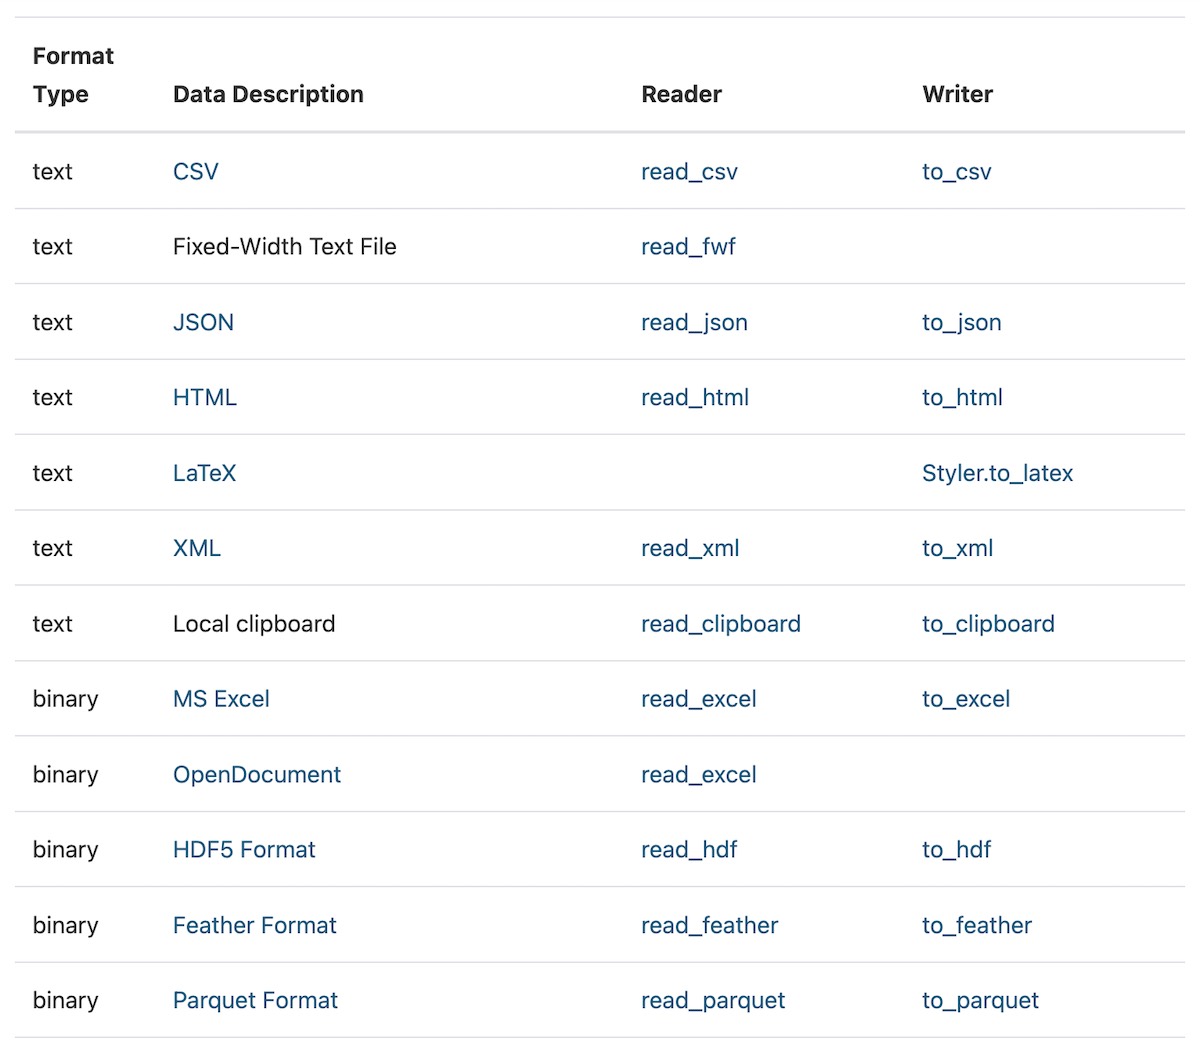 Format
Type Data Description Reader Writer
text CSV read_csv to_csv
text Fixed-Width Text File read_fwf
text JSON read_json to_json
text HTML read_html to_html
text LaTeX Styler.to_latex
text XML read_xml to_xml
text Local clipboard read_clipboard to_clipboard
binary MS Excel read_excel to_excel
binary OpenDocument read_excel
binary HDF5 Format read_hdf to_hdf
binary Feather Format read_feather to_feather
binary Parquet Format read_parquet to_parquet